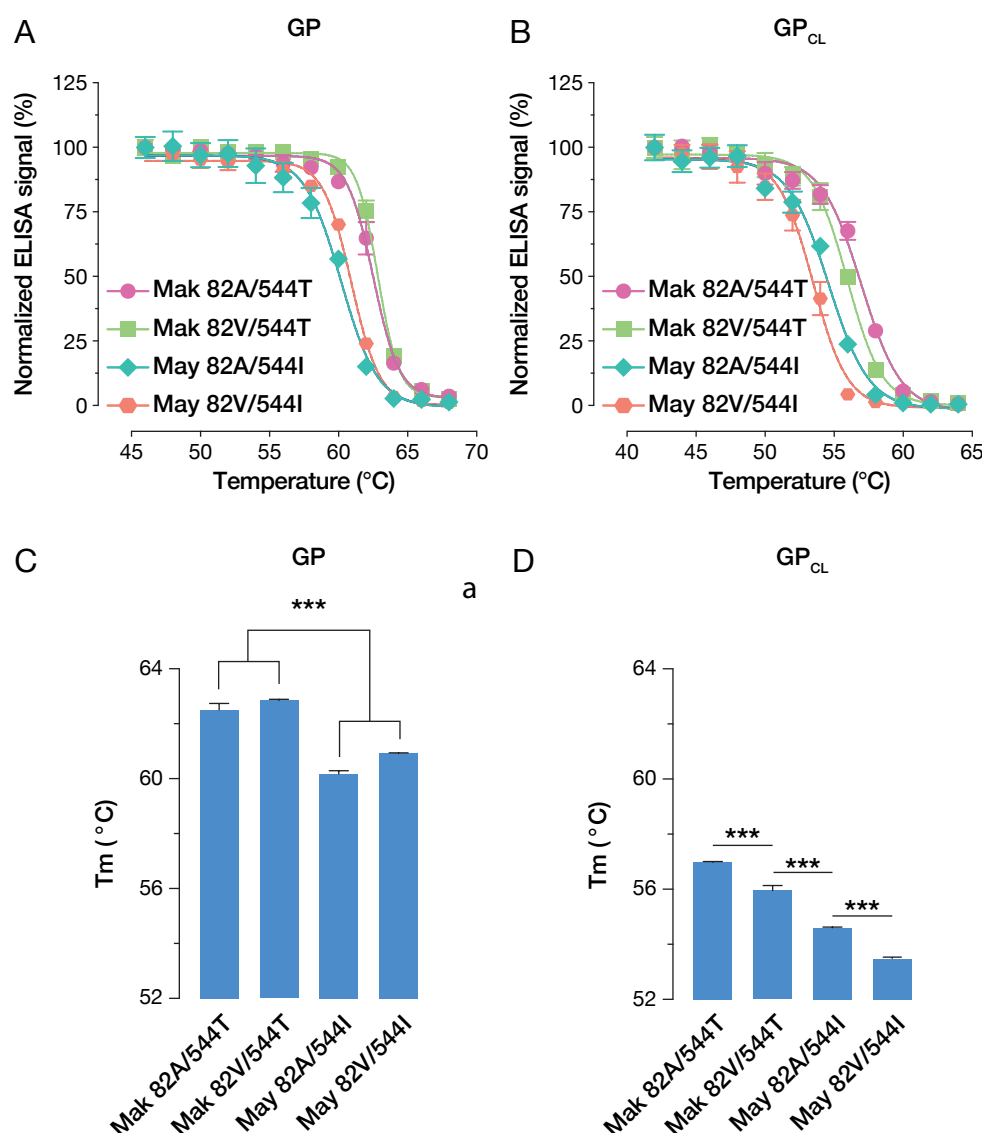 A
GP
Normalized ELISA signal (%)
125
100
75
50
25
0
Mak 82A/544T
Mak 82V/544T
May 82A/544I
May 82V/544I
45 50 55 60 65 70
Temperature (°C)
B
GPCL
Normalized ELISA signal (%)
125
100
75
50
25
0
Mak 82A/544T
Mak 82V/544T
May 82A/544I
May 82V/544I
40 45 50 55 60 65
Temperature (°C)
C
GP
a
***
Tm ( °C)
64
60
56
52
Mak 82A/544T
Mak 82V/544T
May 82A/544I
May 82V/544I
D
GPCL
Tm ( °C)
64
60
56
52
***
***
***
Mak 82A/544T
Mak 82V/544T
May 82A/544I
May 82V/544I